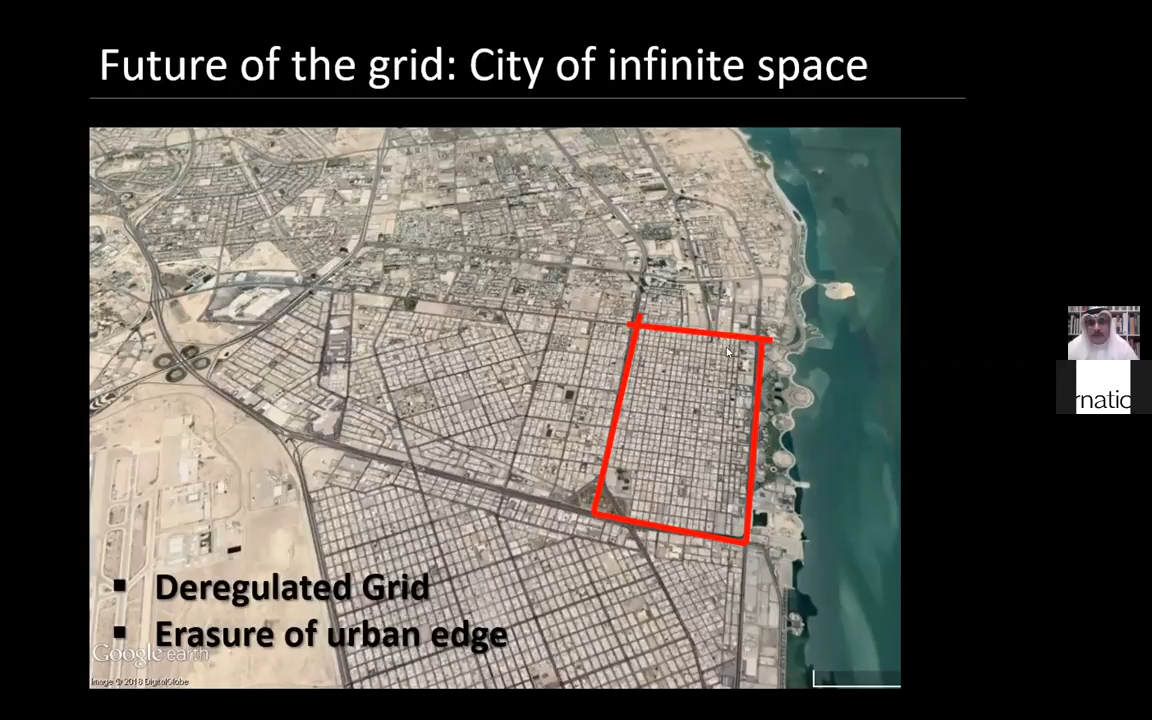 Future of the grid: City of infinite space
▪ Deregulated Grid
▪ Erasure of urban edge
Google earth
Image © 2018 DigitalGlobe
rnatic